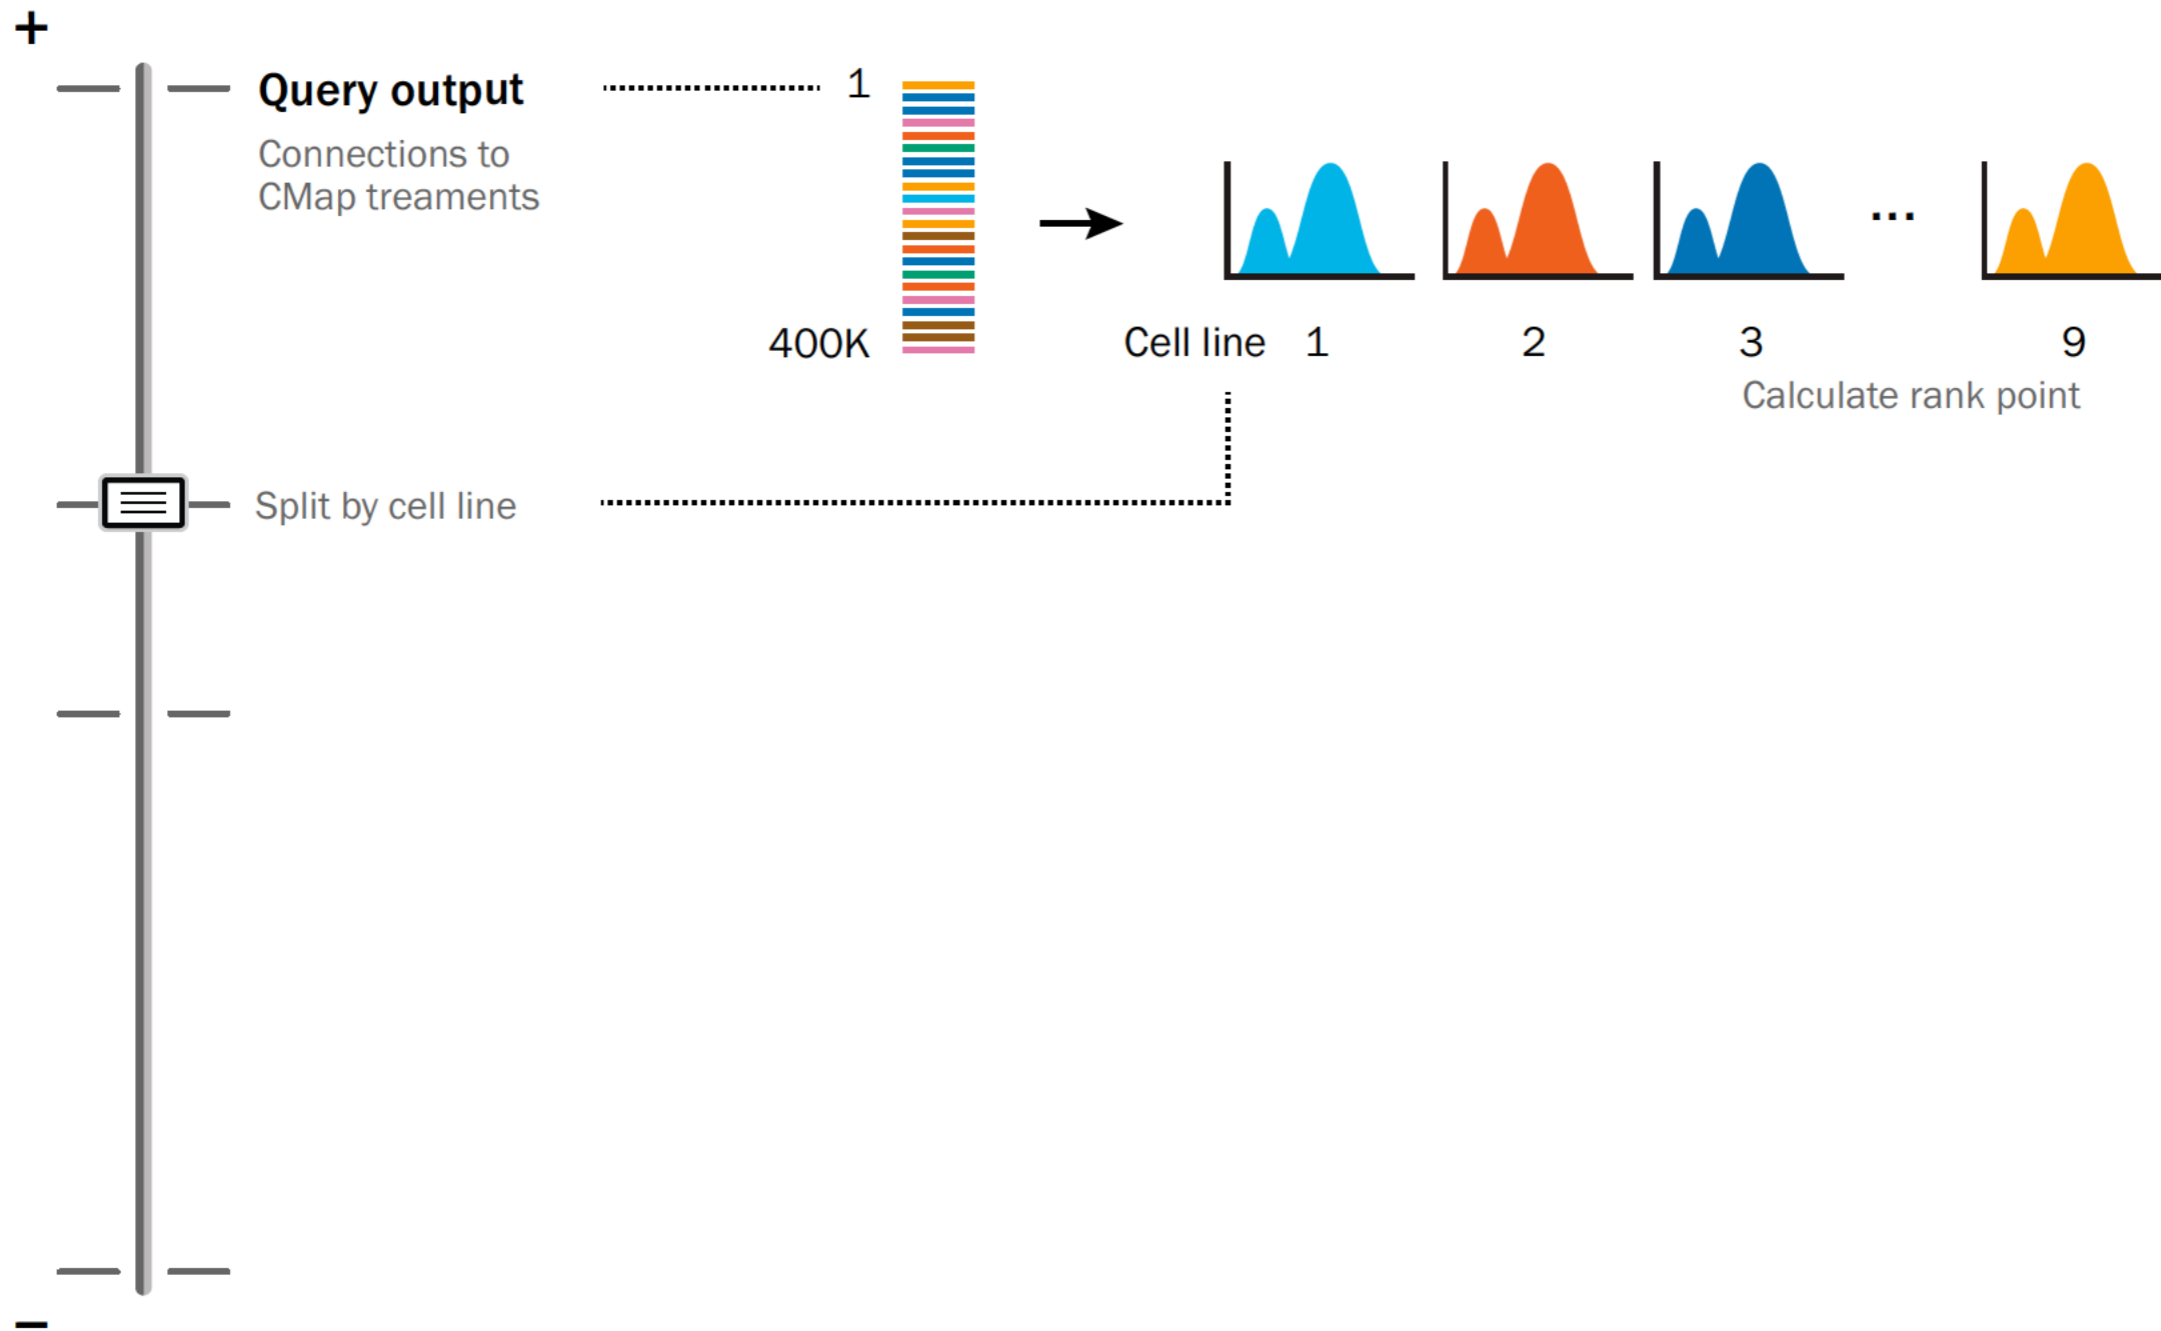 +
Query output
Connections to
CMap treaments
1
400K
...
Cell line 1 2 3 9
Calculate rank point
Split by cell line
–